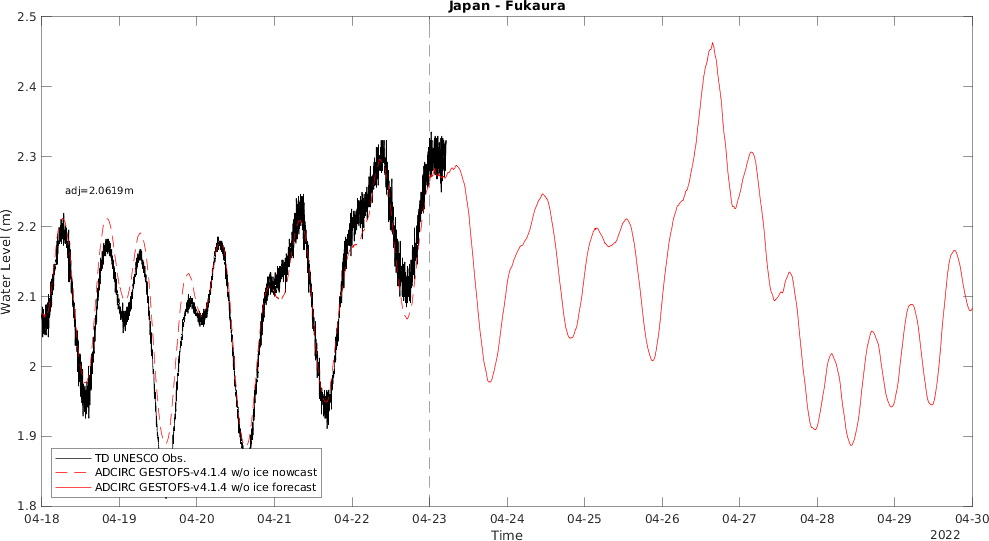 Japan - Fukaura
2.5
2.4
2.3
2.2
2.1
2
1.9
1.8
Water Level (m)
adj=2.0619m
TD UNESCO Obs.
ADCIRC GESTOFS-v4.1.4 w/o ice nowcast
ADCIRC GESTOFS-v4.1.4 w/o ice forecast
04-18 04-19 04-20 04-21 04-22 04-23 04-24 04-25 04-26 04-27 04-28 04-29 04-30
Time
2022